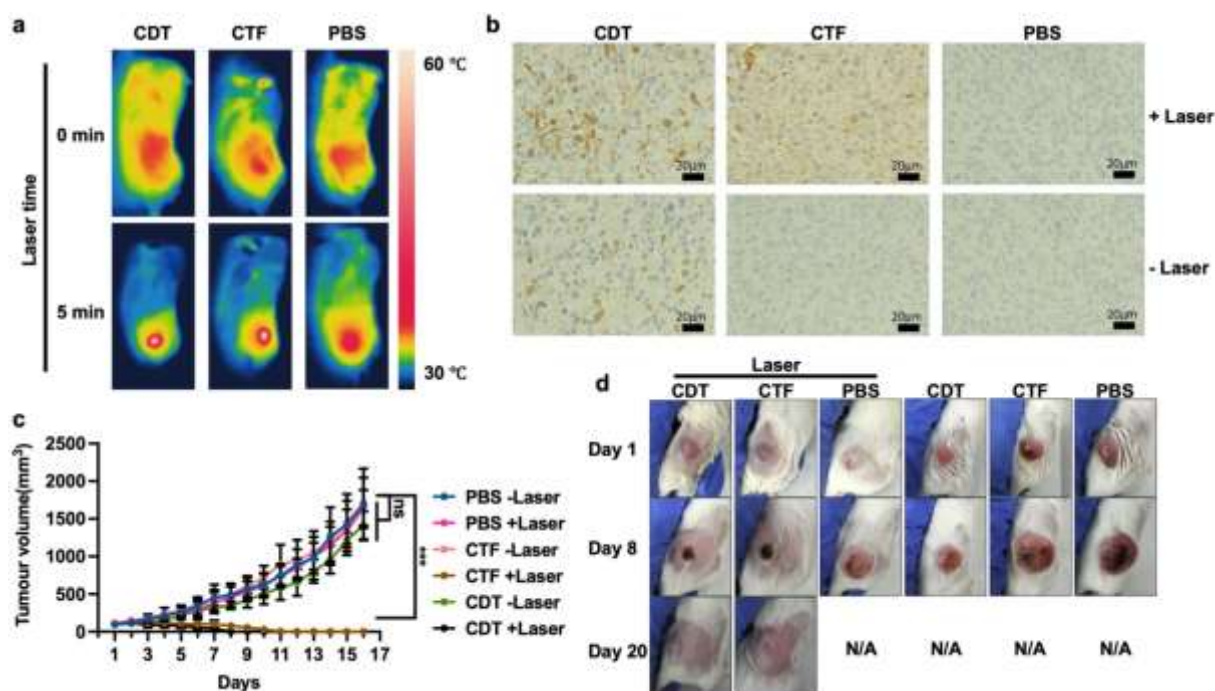 a
CDT CTF PBS
60 ℃
0 min
Laser time
5 min
30 ℃
b
CDT CTF PBS
20μm 20μm 20μm
+ Laser
20μm 20μm 20μm
- Laser
c
Tumour volume(mm³)
2500
2000
1500
1000
500
0
1 3 5 7 9 11 13 15 17
Days
ns
***
PBS -Laser
PBS +Laser
CTF -Laser
CTF +Laser
CDT -Laser
CDT +Laser
d
Laser
CDT CTF PBS CDT CTF PBS
Day 1
Day 8
Day 20
N/A N/A N/A N/A